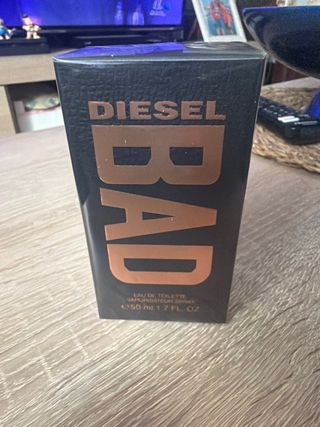 DIESEL
BAD
EAU DE TOILETTE
VAPORISATEUR SPRAY
℮ 50 ml 1.7 FL. OZ